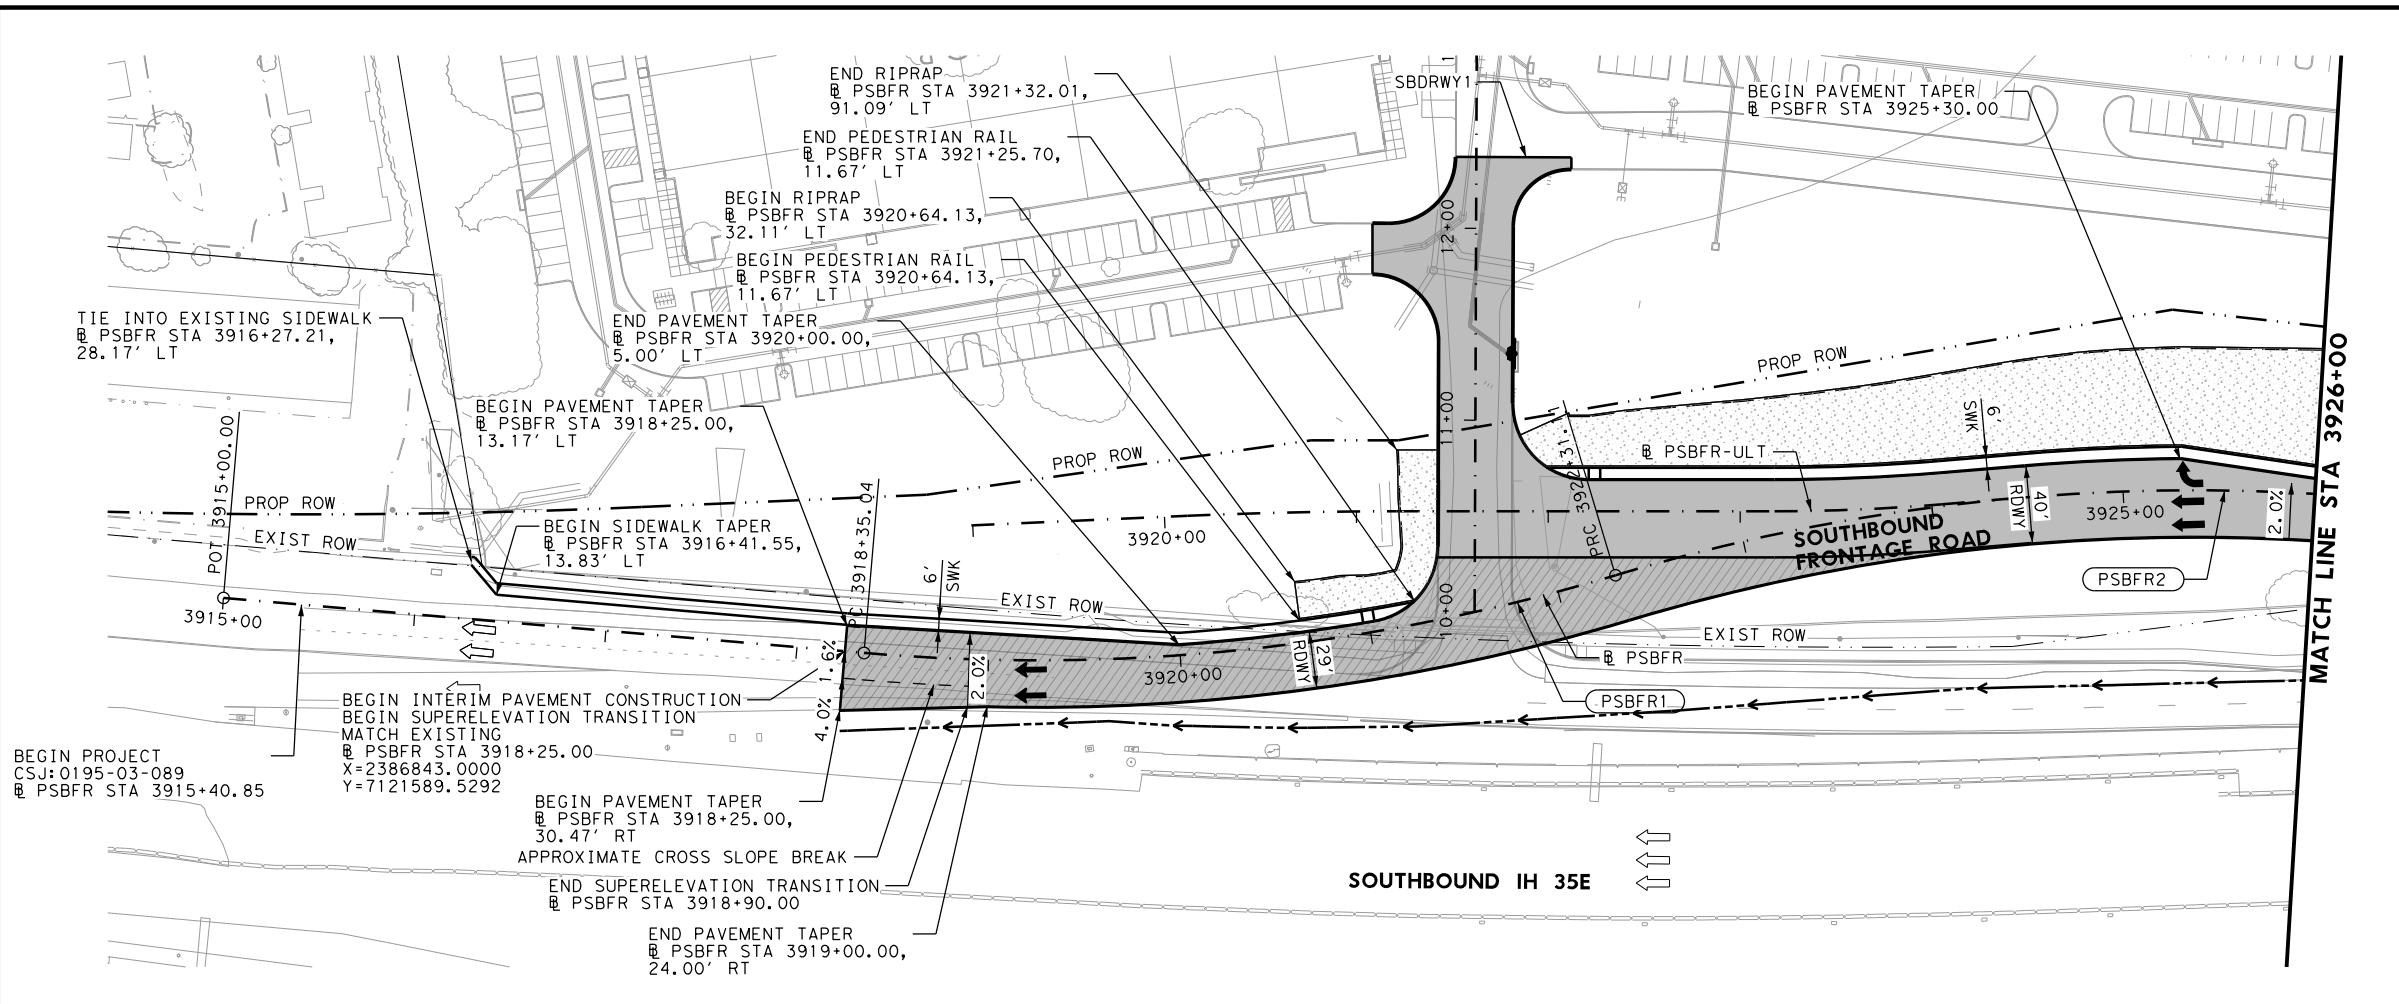 END RIPRAP
℄ PSBFR STA 3921+32.01,
91.09' LT
END PEDESTRIAN RAIL
℄ PSBFR STA 3921+25.70,
11.67' LT
BEGIN RIPRAP
℄ PSBFR STA 3920+64.13,
32.11' LT
BEGIN PEDESTRIAN RAIL
℄ PSBFR STA 3920+64.13,
11.67' LT
END PAVEMENT TAPER
℄ PSBFR STA 3920+00.00,
5.00' LT
SBDRWY1
BEGIN PAVEMENT TAPER
℄ PSBFR STA 3925+30.00
TIE INTO EXISTING SIDEWALK
℄ PSBFR STA 3916+27.21,
28.17' LT
BEGIN PAVEMENT TAPER
℄ PSBFR STA 3918+25.00,
13.17' LT
BEGIN SIDEWALK TAPER
℄ PSBFR STA 3916+41.55,
13.83' LT
POT 3915+00.00
PROP ROW
EXIST ROW
3915+00
PC 3918+35.04
PROP ROW
3920+00
6'
SWK
EXIST ROW
3920+00
29'
RDWY
12+00
11+00
10+00
1
PROP ROW
℄ PSBFR-ULT
PRC 3922+31.1
6'
SWK
40'
RDWY
SOUTHBOUND
FRONTAGE ROAD
3925+00
2.0%
PSBFR2
MATCH LINE STA 3926+00
EXIST ROW
℄ PSBFR
PSBFR1
1.6%
4.0%
2.0%
BEGIN INTERIM PAVEMENT CONSTRUCTION
BEGIN SUPERELEVATION TRANSITION
MATCH EXISTING
℄ PSBFR STA 3918+25.00
X=2386843.0000
Y=7121589.5292
BEGIN PROJECT
CSJ:0195-03-089
℄ PSBFR STA 3915+40.85
BEGIN PAVEMENT TAPER
℄ PSBFR STA 3918+25.00,
30.47' RT
APPROXIMATE CROSS SLOPE BREAK
END SUPERELEVATION TRANSITION
℄ PSBFR STA 3918+90.00
END PAVEMENT TAPER
℄ PSBFR STA 3919+00.00,
24.00' RT
SOUTHBOUND IH 35E